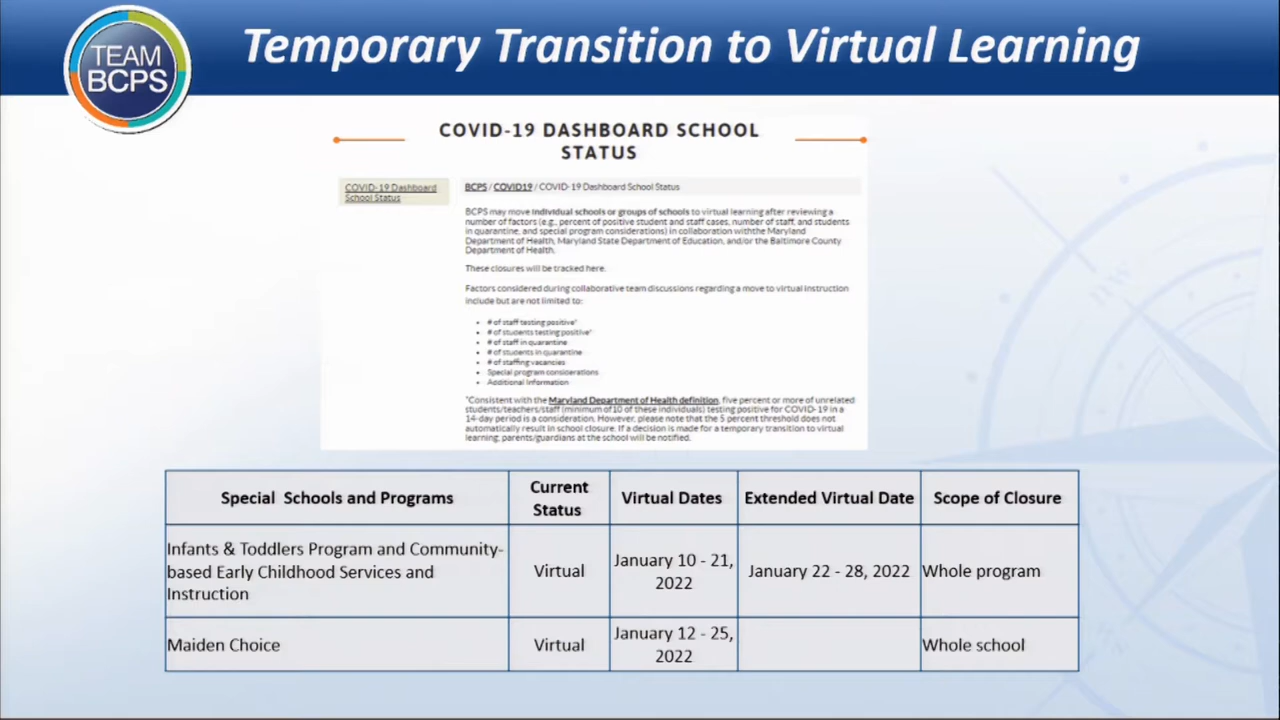 TEAM
BCPS
Temporary Transition to Virtual Learning
COVID-19 DASHBOARD SCHOOL
STATUS
COVID-19 Dashboard
School Status
BCPS / COVID19 / COVID-19 Dashboard School Status
BCPS may move individual schools or groups of schools to virtual learning after reviewing a
number of factors (e.g., percent of positive student and staff cases, number of staff, and students
in quarantine, and special program considerations) in collaboration withthe Maryland
Department of Health, Maryland State Department of Education, and/or the Baltimore County
Department of Health.
These closures will be tracked here.
Factors considered during collaborative team discussions regarding a move to virtual instruction
include but are not limited to:
• # of staff testing positive*
• # of students testing positive*
• # of staff in quarantine
• # of students in quarantine
• # of staffing vacancies
• Special program considerations
• Additional Information
*Consistent with the Maryland Department of Health definition, five percent or more of unrelated
students/teachers/staff (minimum of 10 of these individuals) testing positive for COVID-19 in a
14-day period is a consideration. However, please note that the 5 percent threshold does not
automatically result in school closure. If a decision is made for a temporary transition to virtual
learning, parents/guardians at the school will be notified.
Special Schools and Programs
Current
Status
Virtual Dates
Extended Virtual Date
Scope of Closure
Infants & Toddlers Program and Community-
based Early Childhood Services and
Instruction
Virtual
January 10 - 21,
2022
January 22 - 28, 2022
Whole program
Maiden Choice
Virtual
January 12 - 25,
2022
Whole school